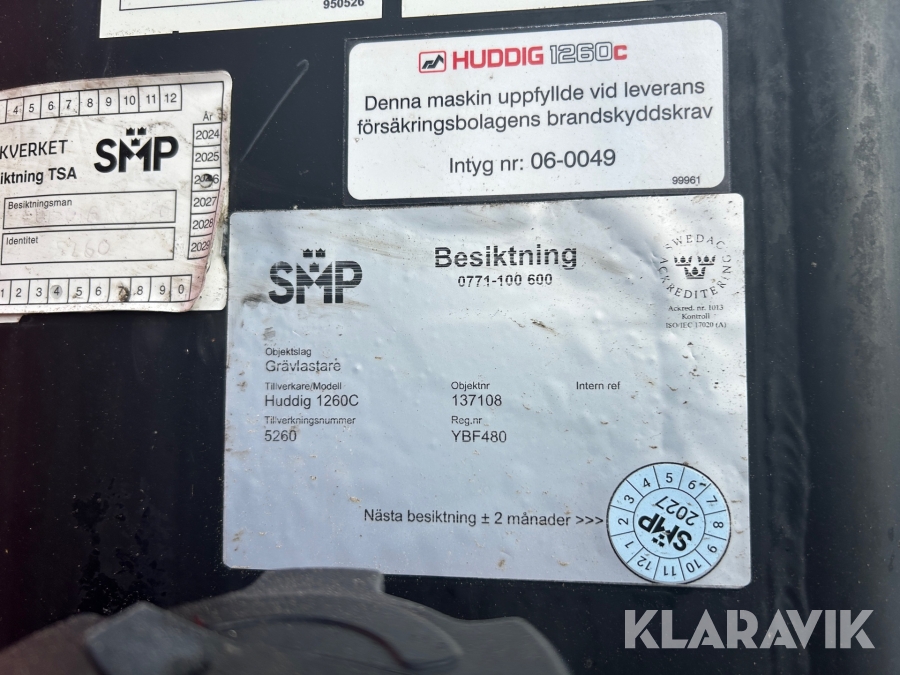 950526
HUDDIG 1260C
Denna maskin uppfyllde vid leverans
försäkringsbolagens brandskyddskrav
Intyg nr: 06-0049
99961
4 5 6 7 8 9 10 11 12
År
KVERKET
SMP
iktning TSA
2024
2025
2027
2028
2029
Besiktningsman
Identitet
5260
1 2 3 4 5 6 7 8 9 0
SMP
Besiktning
0771-100 600
SWEDAC
ACKREDITERING
Ackred. nr. 1013
Kontroll
ISO/IEC 17020 (A)
Objektslag
Grävlastare
Tillverkare/Modell
Huddig 1260C
Objektnr
137108
Intern ref
Tillverkningsnummer
5260
Reg.nr
YBF480
Nästa besiktning ± 2 månader >>>
1 2 3 4 5 6 7 8 9 10 11 12
2027
SMP
KLARAVIK